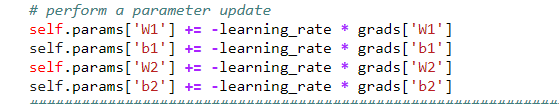 # perform a parameter update
self.params['W1'] += -learning_rate * grads['W1']
self.params['b1'] += -learning_rate * grads['b1']
self.params['W2'] += -learning_rate * grads['W2']
self.params['b2'] += -learning_rate * grads['b2']